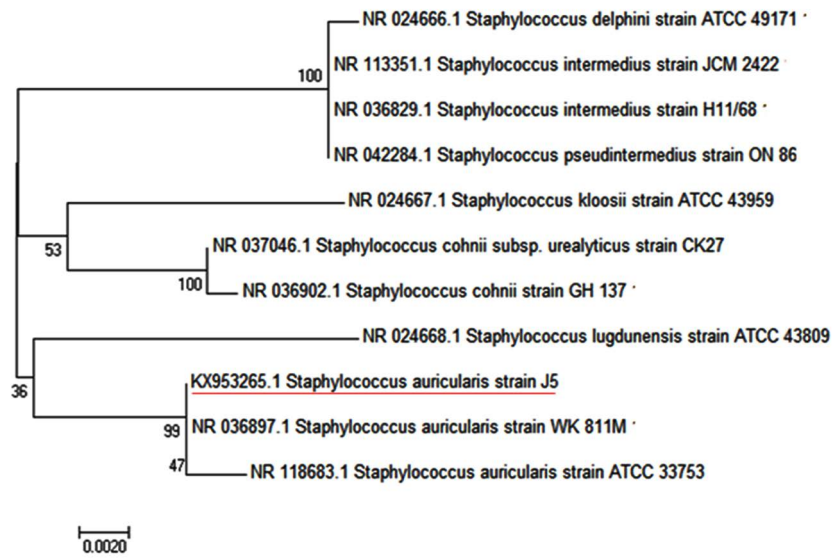 NR 024666.1 Staphylococcus delphini strain ATCC 49171
100
NR 113351.1 Staphylococcus intermedius strain JCM 2422
NR 036829.1 Staphylococcus intermedius strain H11/68
NR 042284.1 Staphylococcus pseudintermedius strain ON 86
NR 024667.1 Staphylococcus kloosii strain ATCC 43959
53
NR 037046.1 Staphylococcus cohnii subsp. urealyticus strain CK27
100
NR 036902.1 Staphylococcus cohnii strain GH 137
NR 024668.1 Staphylococcus lugdunensis strain ATCC 43809
36
KX953265.1 Staphylococcus auricularis strain J5
99
NR 036897.1 Staphylococcus auricularis strain WK 811M
47
NR 118683.1 Staphylococcus auricularis strain ATCC 33753
0.0020